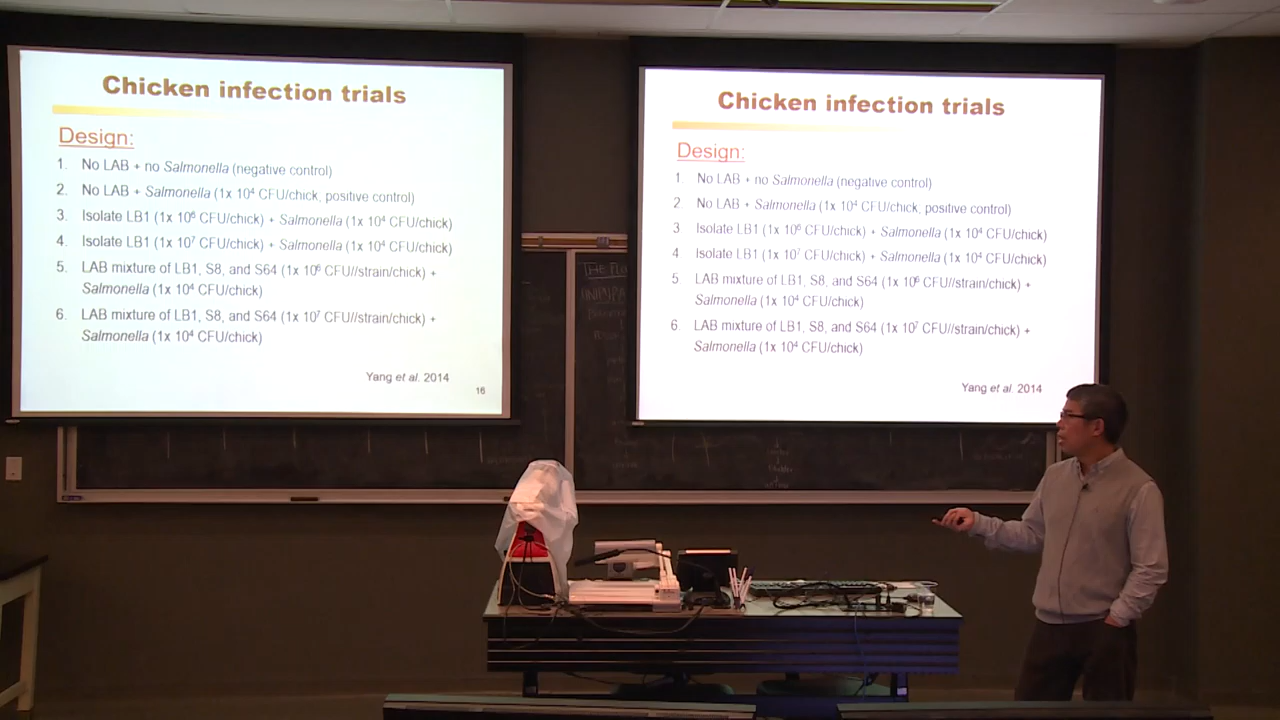 Chicken infection trials
Design:
1. No LAB + no Salmonella (negative control)
2. No LAB + Salmonella (1x 10⁴ CFU/chick, positive control)
3. Isolate LB1 (1x 10⁶ CFU/chick) + Salmonella (1x 10⁴ CFU/chick)
4. Isolate LB1 (1x 10⁷ CFU/chick) + Salmonella (1x 10⁴ CFU/chick)
5. LAB mixture of LB1, S8, and S64 (1x 10⁶ CFU//strain/chick) +
Salmonella (1x 10⁴ CFU/chick)
6. LAB mixture of LB1, S8, and S64 (1x 10⁷ CFU//strain/chick) +
Salmonella (1x 10⁴ CFU/chick)
Yang et al. 2014
16
Chicken infection trials
Design:
1. No LAB + no Salmonella (negative control)
2. No LAB + Salmonella (1x 10⁴ CFU/chick, positive control)
3 Isolate LB1 (1x 10⁶ CFU/chick) + Salmonella (1x 10⁴ CFU/chick)
4 Isolate LB1 (1x 10⁷ CFU/chick) + Salmonella (1x 10⁴ CFU/chick)
5. LAB mixture of LB1, S8, and S64 (1x 10⁶ CFU//strain/chick) +
Salmonella (1x 10⁴ CFU/chick)
6. LAB mixture of LB1, S8, and S64 (1x 10⁷ CFU//strain/chick) +
Salmonella (1x 10⁴ CFU/chick)
Yang et al. 2014
THE